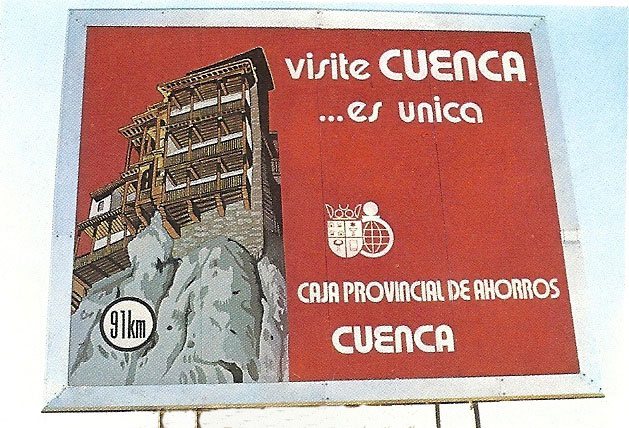 visite CUENCA
...es unica
CAJA PROVINCIAL DE AHORROS
CUENCA
91km